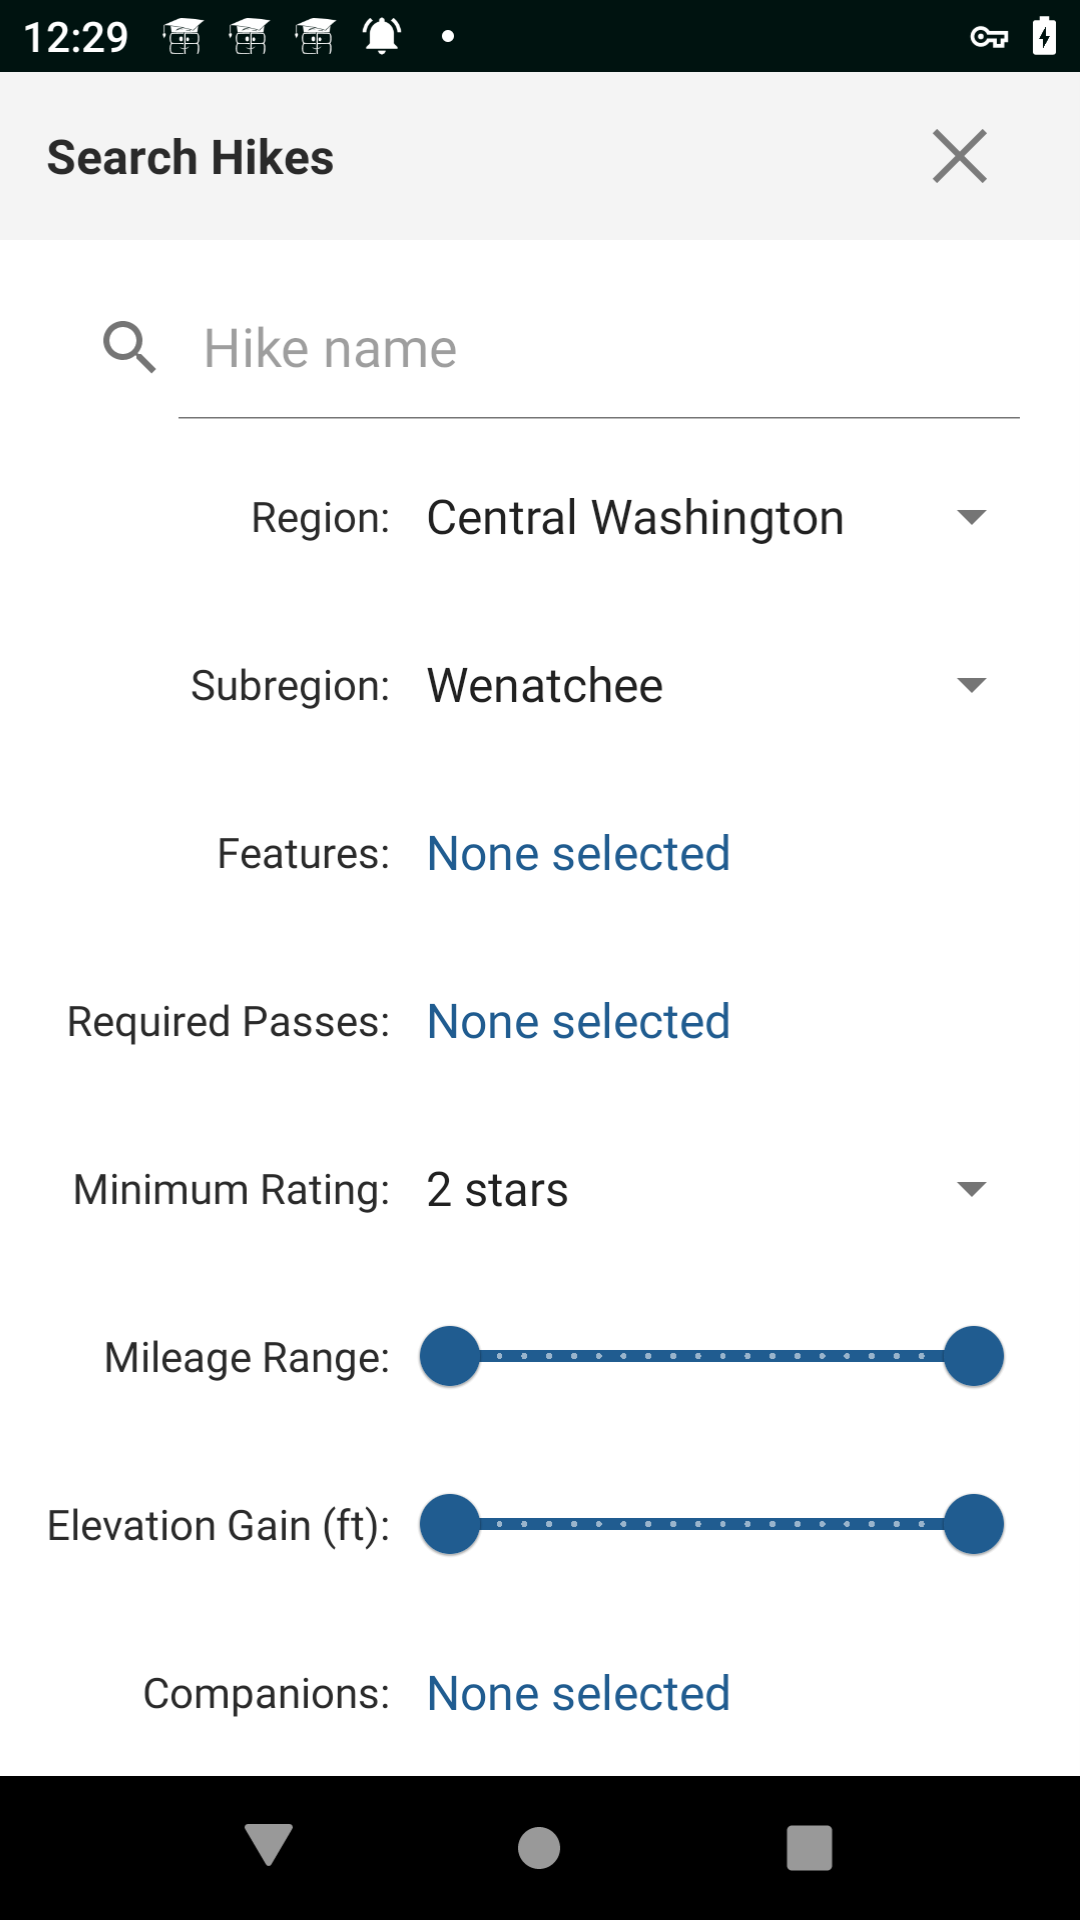 12:29
Search Hikes
Hike name
Region: Central Washington
Subregion: Wenatchee
Features: None selected
Required Passes: None selected
Minimum Rating: 2 stars
Mileage Range:
Elevation Gain (ft):
Companions: None selected